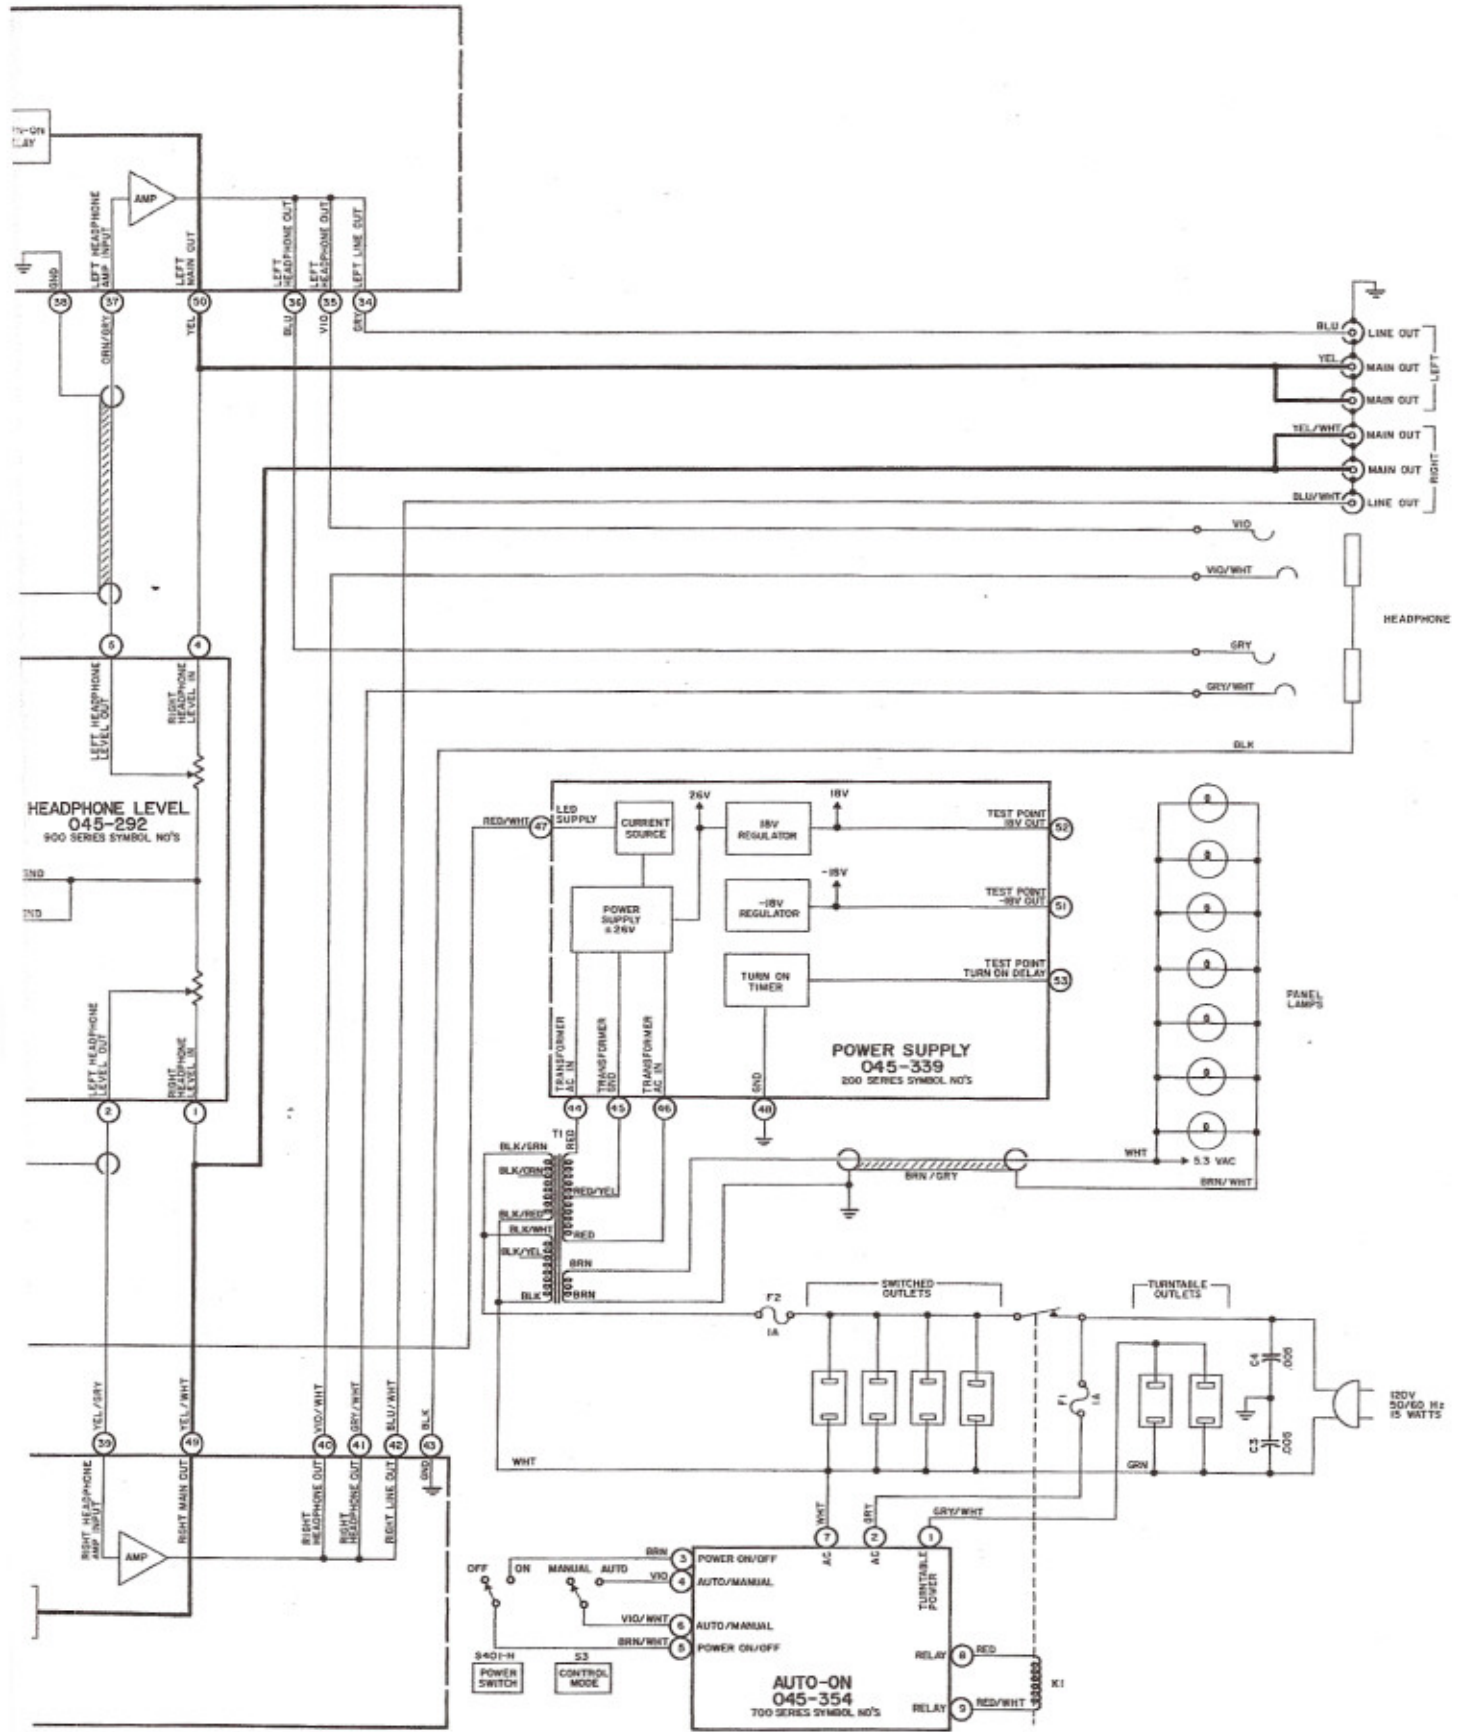 AMP
GND
LEFT HEADPHONE
AMP INPUT
LEFT
MAIN OUT
LEFT
HEADPHONE OUT
LEFT
HEADPHONE OUT
LEFT LINE OUT
38
37
50
36
35
34
ORN/GRY
YEL
BLU
VIO
GRY
BLU
LINE OUT
YEL
MAIN OUT
MAIN OUT
LEFT
YEL/WHT
MAIN OUT
MAIN OUT
RIGHT
BLU/WHT
LINE OUT
VIO
VIO/WHT
HEADPHONE
GRY
GRY/WHT
BLK
5
4
LEFT HEADPHONE
LEVEL OUT
RIGHT
HEADPHONE
LEVEL IN
HEADPHONE LEVEL
045-292
900 SERIES SYMBOL NO'S
LEFT HEADPHONE
LEVEL OUT
RIGHT
HEADPHONE
LEVEL IN
2
1
RED/WHT
47
LED
SUPPLY
CURRENT
SOURCE
26V
18V
REGULATOR
18V
TEST POINT
18V OUT
52
POWER
SUPPLY
±26V
-18V
REGULATOR
-18V
TEST POINT
-18V OUT
51
TURN ON
TIMER
TEST POINT
TURN ON DELAY
53
TRANSFORMER
AC IN
TRANSFORMER
GND
TRANSFORMER
AC IN
GND
POWER SUPPLY
045-339
200 SERIES SYMBOL NO'S
44
45
46
48
PANEL
LAMPS
T1
RED
BLK/GRN
BLK/ORN
RED/YEL
BLK/RED
BLK/WHT
RED
BLK/YEL
BRN
BLK
BRN
BRN/GRY
WHT
5.3 VAC
BRN/WHT
F2
1A
SWITCHED
OUTLETS
TURNTABLE
OUTLETS
F1
1A
C4
.005
C3
.005
120V
50/60 Hz
15 WATTS
WHT
GRN
YEL/GRY
YEL/WHT
VIO/WHT
GRY/WHT
BLU/WHT
BLK
39
49
40
41
42
43
RIGHT HEADPHONE
AMP INPUT
RIGHT MAIN OUT
RIGHT
HEADPHONE OUT
RIGHT
HEADPHONE OUT
RIGHT LINE OUT
GND
AMP
WHT
GRY
GRY/WHT
7
2
1
AC
AC
TURNTABLE
POWER
OFF
ON
MANUAL
AUTO
BRN
3
POWER ON/OFF
VIO
4
AUTO/MANUAL
VIO/WHT
6
AUTO/MANUAL
BRN/WHT
5
POWER ON/OFF
S401-H
POWER
SWITCH
S3
CONTROL
MODE
AUTO-ON
045-354
700 SERIES SYMBOL NO'S
RELAY
8
RED
K1
RELAY
9
RED/WHT